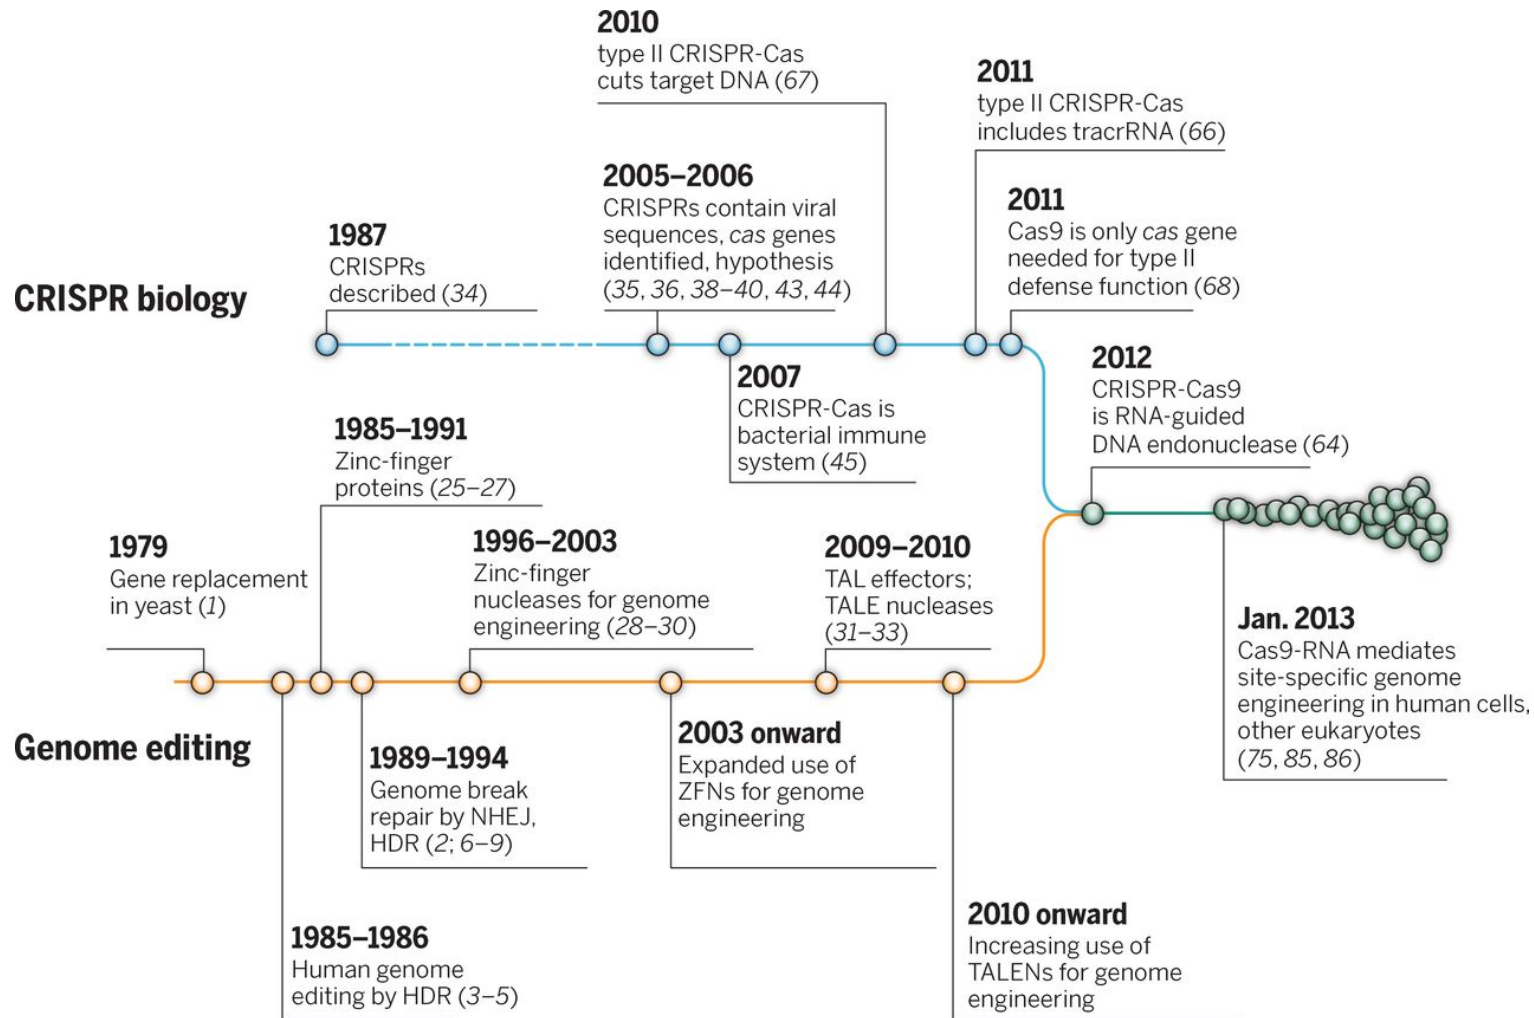 2010
type II CRISPR-Cas
cuts target DNA (67)
2011
type II CRISPR-Cas
includes tracrRNA (66)
2005–2006
CRISPRs contain viral
sequences, cas genes
identified, hypothesis
(35, 36, 38–40, 43, 44)
2011
Cas9 is only cas gene
needed for type II
defense function (68)
1987
CRISPRs
described (34)
CRISPR biology
2007
CRISPR-Cas is
bacterial immune
system (45)
2012
CRISPR-Cas9
is RNA-guided
DNA endonuclease (64)
1985–1991
Zinc-finger
proteins (25–27)
1979
Gene replacement
in yeast (1)
1996–2003
Zinc-finger
nucleases for genome
engineering (28–30)
2009–2010
TAL effectors;
TALE nucleases
(31–33)
Jan. 2013
Cas9-RNA mediates
site-specific genome
engineering in human cells,
other eukaryotes
(75, 85, 86)
Genome editing
1989–1994
Genome break
repair by NHEJ,
HDR (2; 6–9)
2003 onward
Expanded use of
ZFNs for genome
engineering
1985–1986
Human genome
editing by HDR (3–5)
2010 onward
Increasing use of
TALENs for genome
engineering